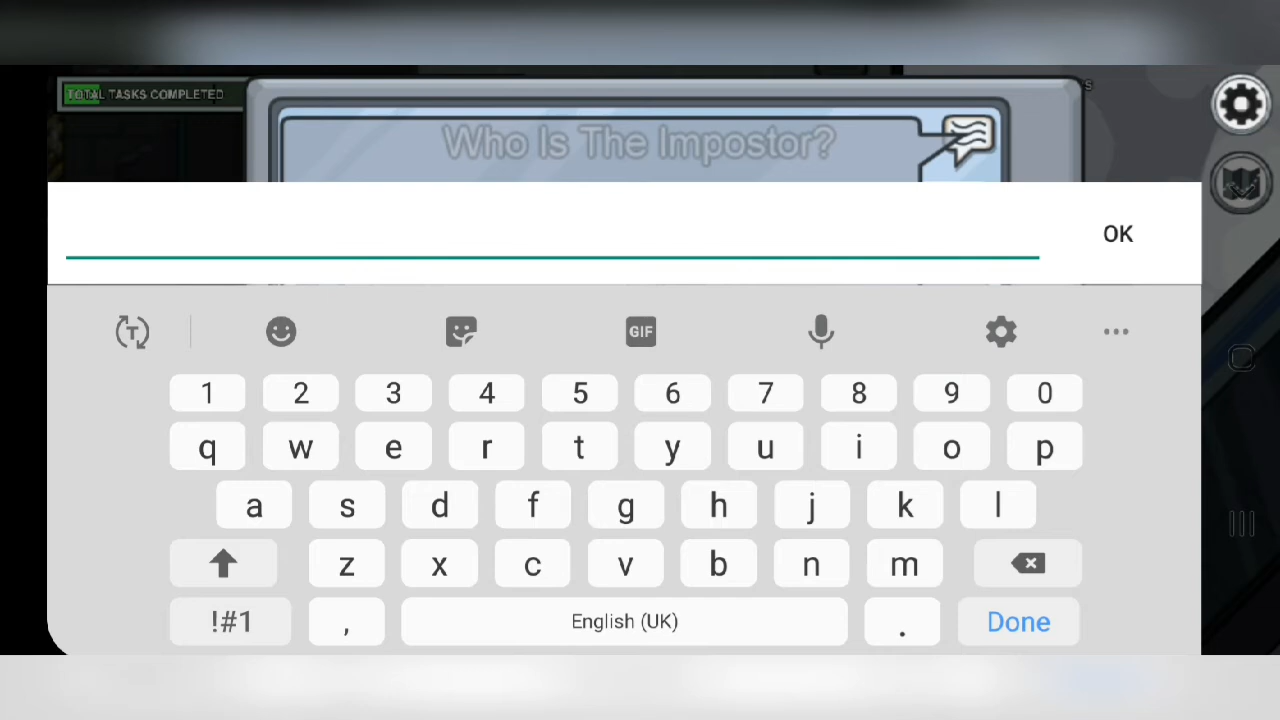 TOTAL TASKS COMPLETED
Who Is The Impostor?
OK
T GIF
1 2 3 4 5 6 7 8 9 0
q w e r t y u i o p
a s d f g h j k l
z x c v b n m
!#1 , English (UK) . Done